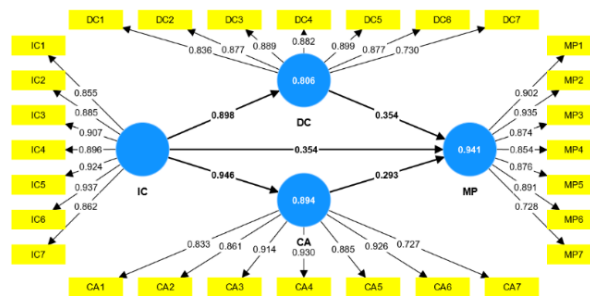 DC1 DC2 DC3 DC4 DC5 DC6 DC7
0.836 0.877 0.889 0.882 0.899 0.877 0.730
IC1
IC2
IC3
IC4
IC5
IC6
IC7
0.855
0.885
0.907
0.896
0.924
0.937
0.862
IC
0.898
0.354
0.946
0.806
DC
0.354
0.894
CA
0.293
0.941
MP
0.902
0.935
0.874
0.854
0.876
0.891
0.728
MP1
MP2
MP3
MP4
MP5
MP6
MP7
0.833 0.861 0.914 0.930 0.885 0.926 0.727
CA1 CA2 CA3 CA4 CA5 CA6 CA7